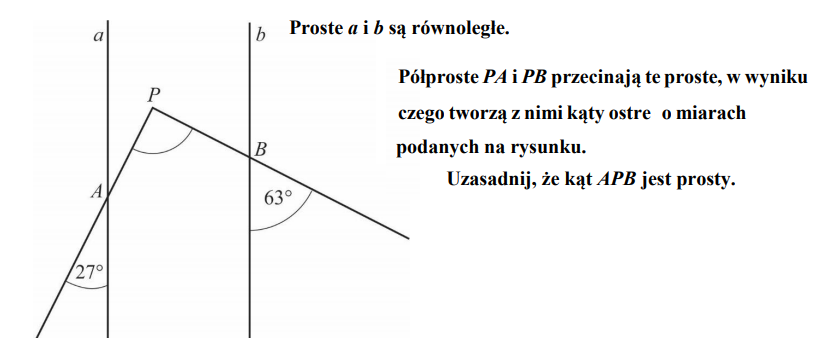 a
b
Proste a i b są równoległe.
Półproste PA i PB przecinają te proste, w wyniku
P
czego tworzą z nimi kąty ostre o miarach
podanych na rysunku.
B
Uzasadnij, że kąt APB jest prosty.
A
63°
27°